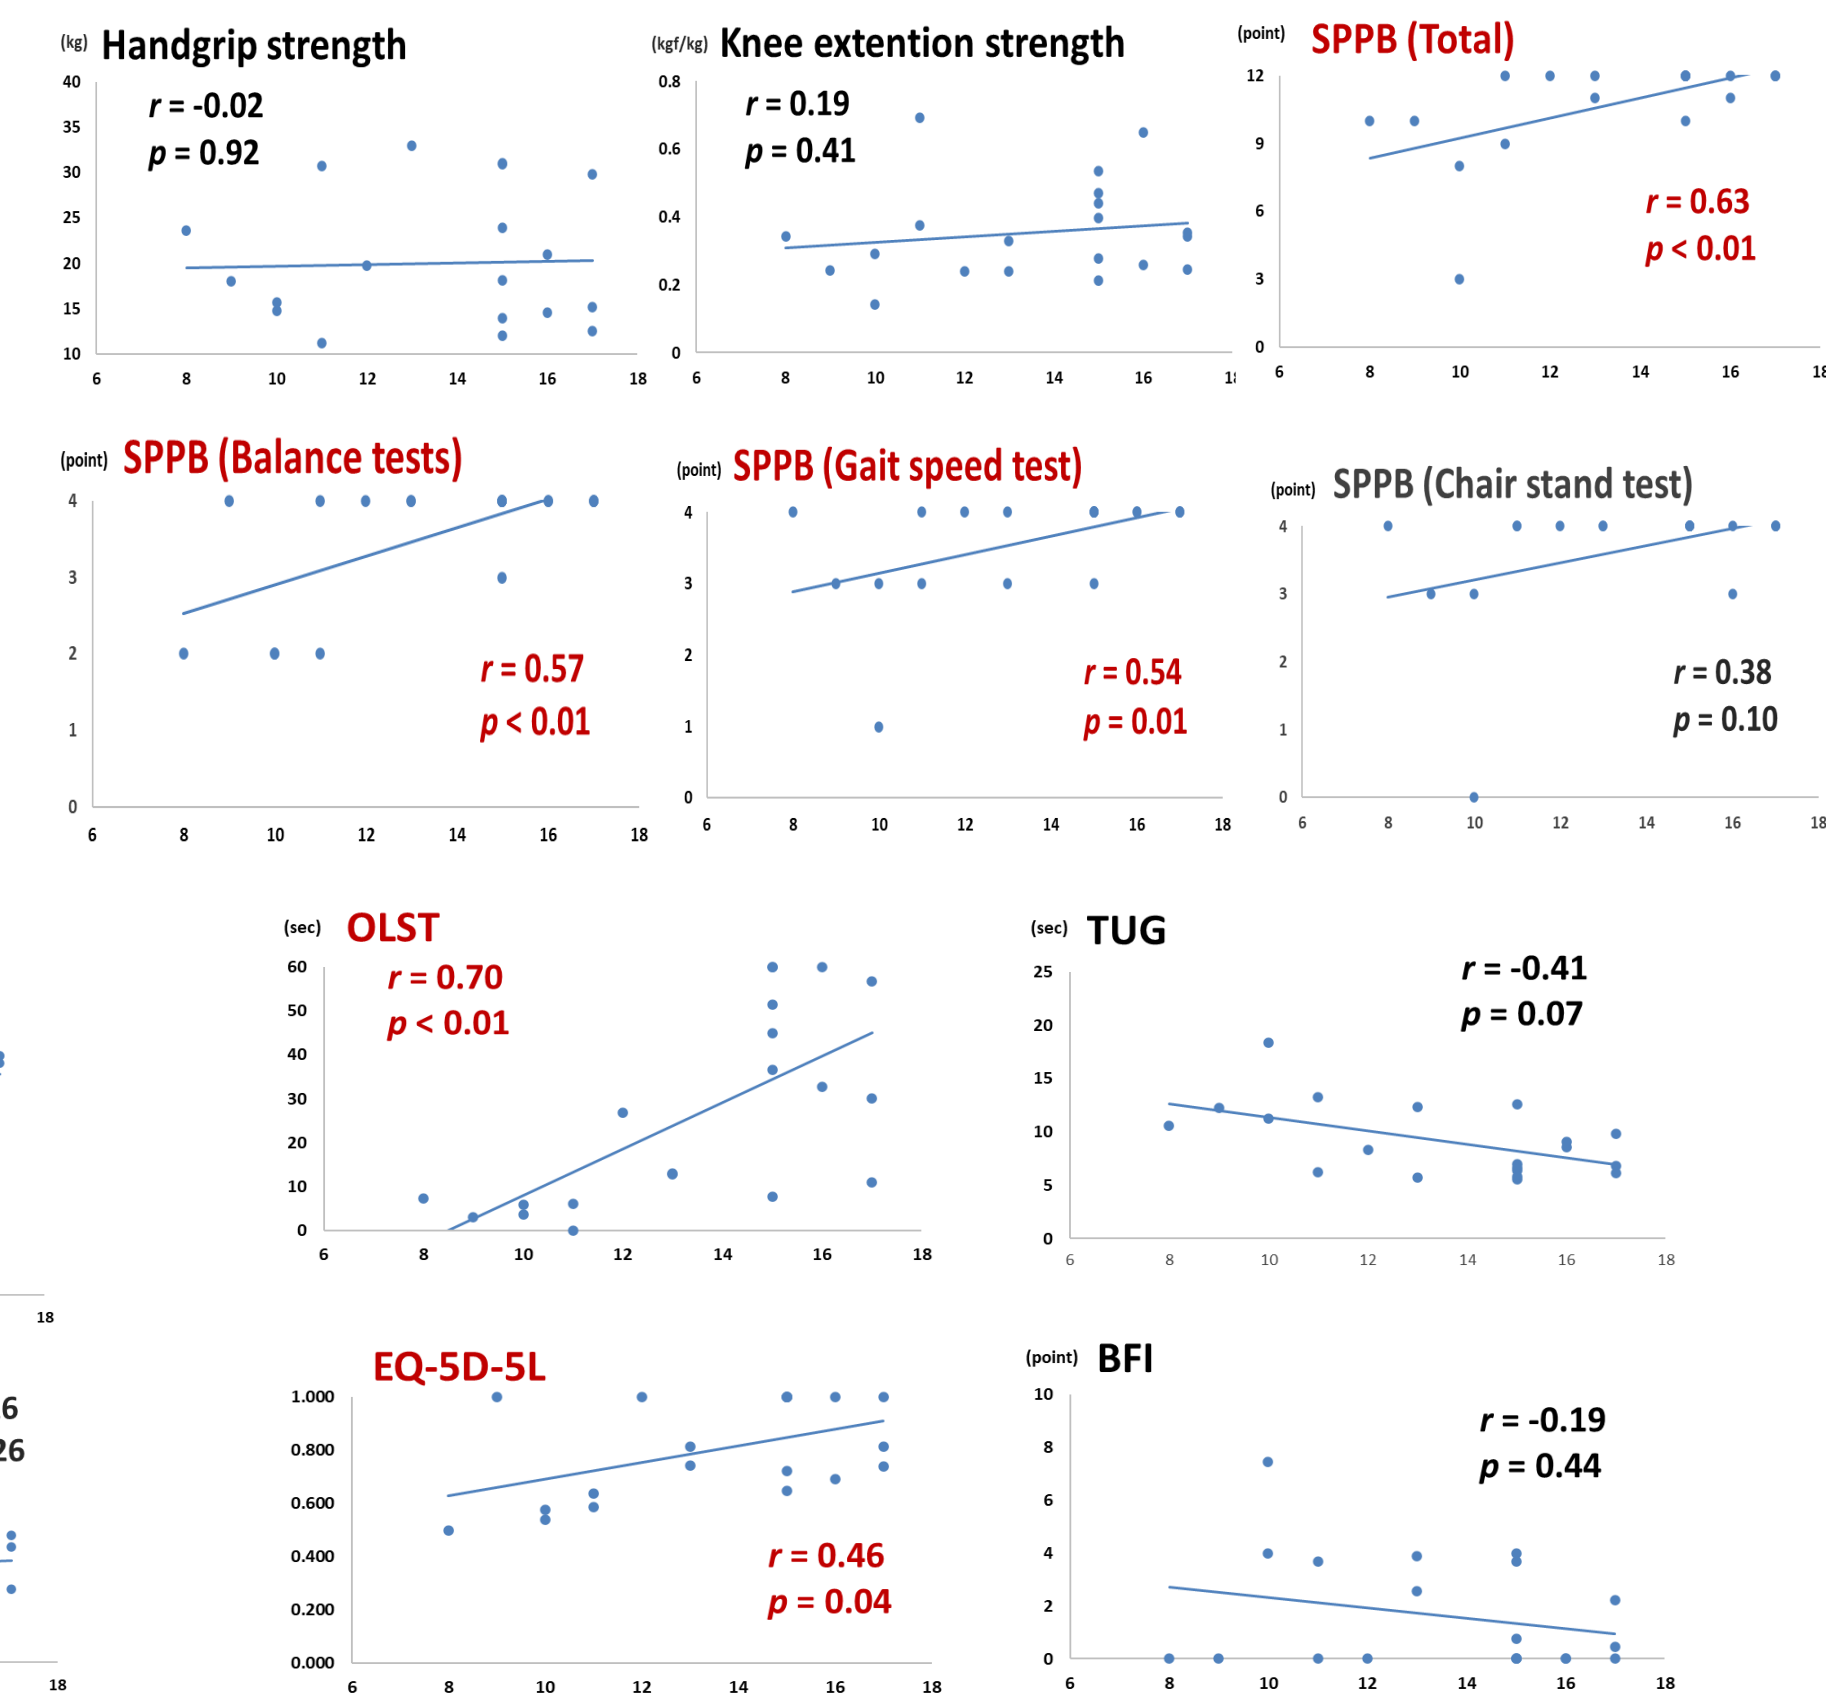 (kg) Handgrip strength
r = -0.02
p = 0.92
40
35
30
25
20
15
10
6 8 10 12 14 16 18
(kgf/kg) Knee extention strength
r = 0.19
p = 0.41
0.8
0.6
0.4
0.2
0
6 8 10 12 14 16
(point) SPPB (Total)
12
9
6
3
0
r = 0.63
p < 0.01
6 8 10 12 14 16 18
(point) SPPB (Balance tests)
4
3
2
1
0
r = 0.57
p < 0.01
6 8 10 12 14 16 18
(point) SPPB (Gait speed test)
4
3
2
1
0
r = 0.54
p = 0.01
6 8 10 12 14 16 18
(point) SPPB (Chair stand test)
4
3
2
1
0
r = 0.38
p = 0.10
6 8 10 12 14 16 18
(sec) OLST
r = 0.70
p < 0.01
60
50
40
30
20
10
0
6 8 10 12 14 16 18
(sec) TUG
r = -0.41
p = 0.07
25
20
15
10
5
0
6 8 10 12 14 16 18
18
6
26
18
EQ-5D-5L
1.000
0.800
0.600
0.400
0.200
0.000
r = 0.46
p = 0.04
6 8 10 12 14 16 18
(point) BFI
r = -0.19
p = 0.44
10
8
6
4
2
0
6 8 10 12 14 16 18